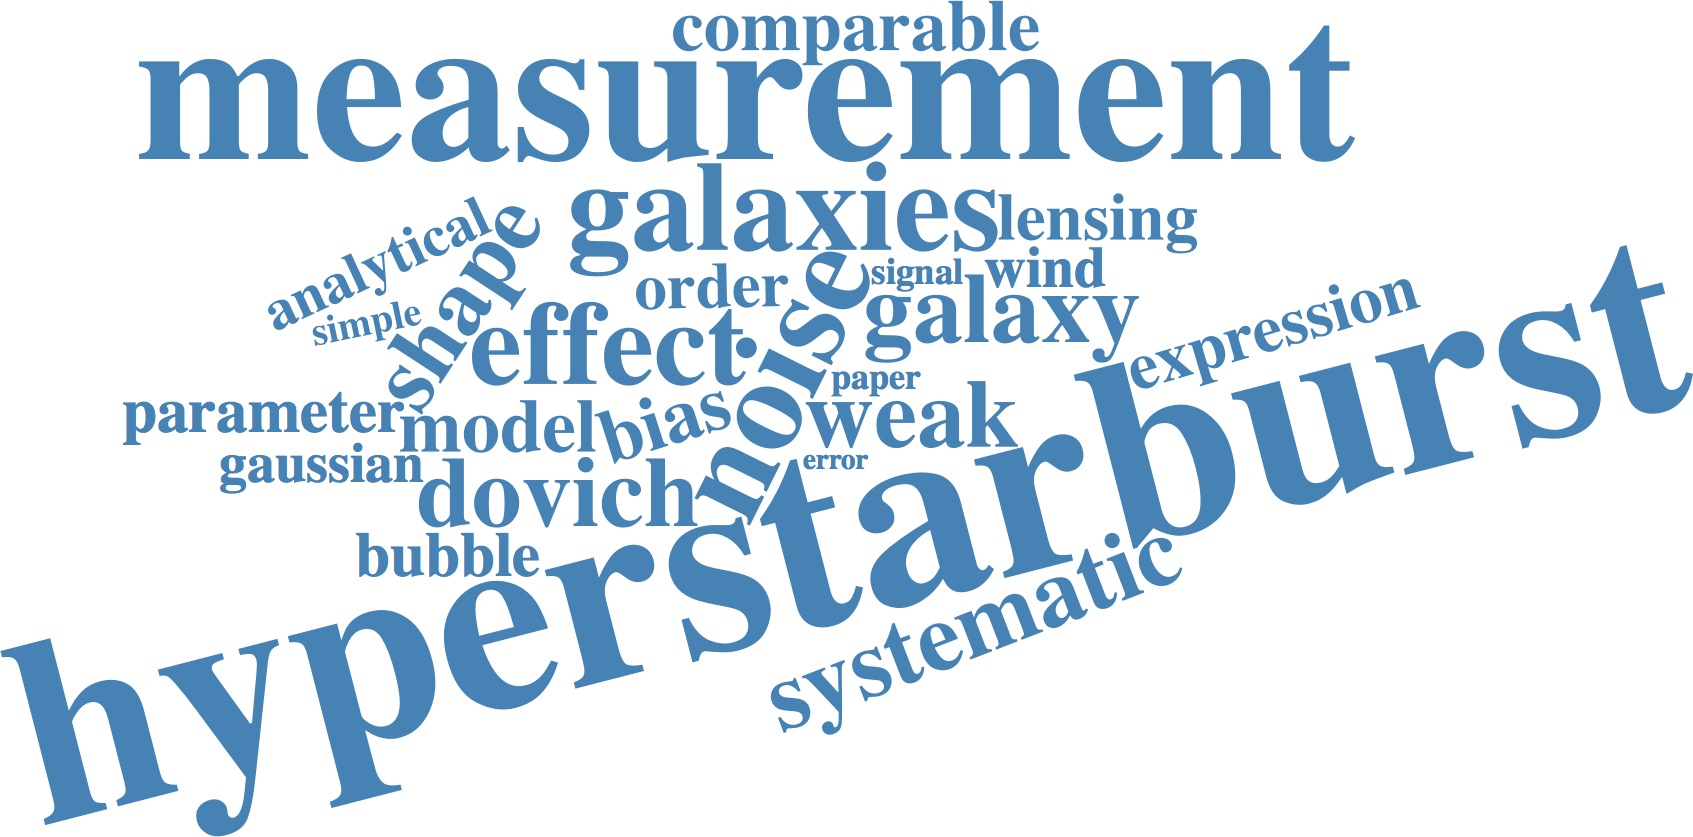 comparable
measurement
galaxies
lensing
analytical
shape
signal
wind
order
noise
galaxy
simple
effect
expression
paper
parameter
model
bias
weak
gaussian
error
dovich
hyperstarburst
bubble
systematic